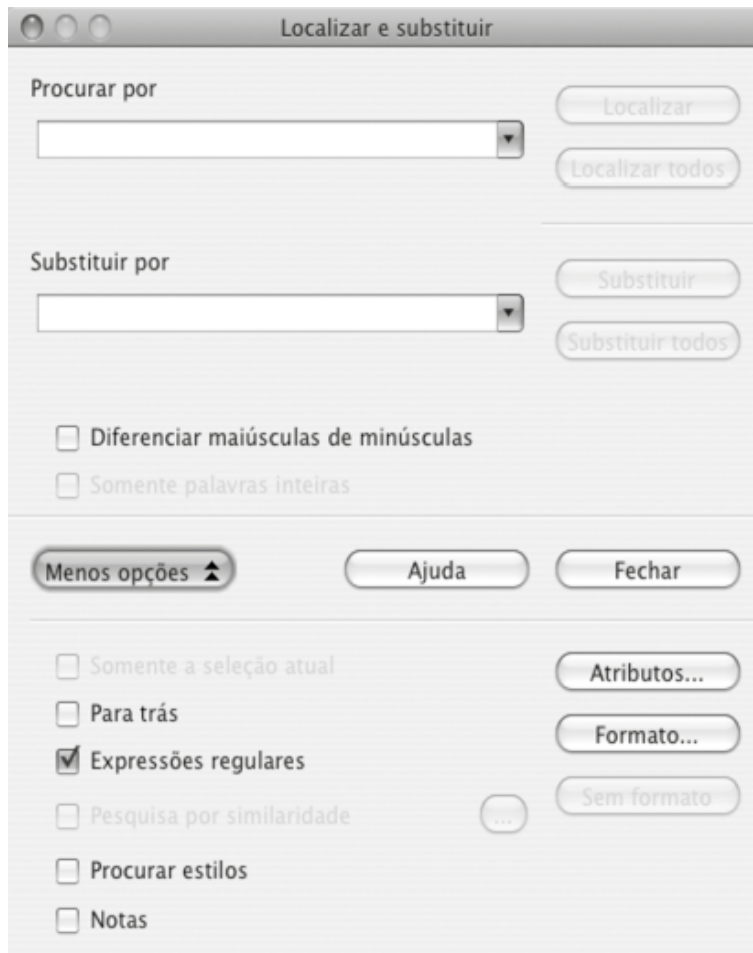 Localizar e substituir
Procurar por
Localizar
Localizar todos
Substituir por
Substituir
Substituir todos
Diferenciar maiúsculas de minúsculas
Somente palavras inteiras
Menos opções
Ajuda
Fechar
Somente a seleção atual
Atributos...
Para trás
Formato...
Expressões regulares
Sem formato
Pesquisa por similaridade
...
Procurar estilos
Notas